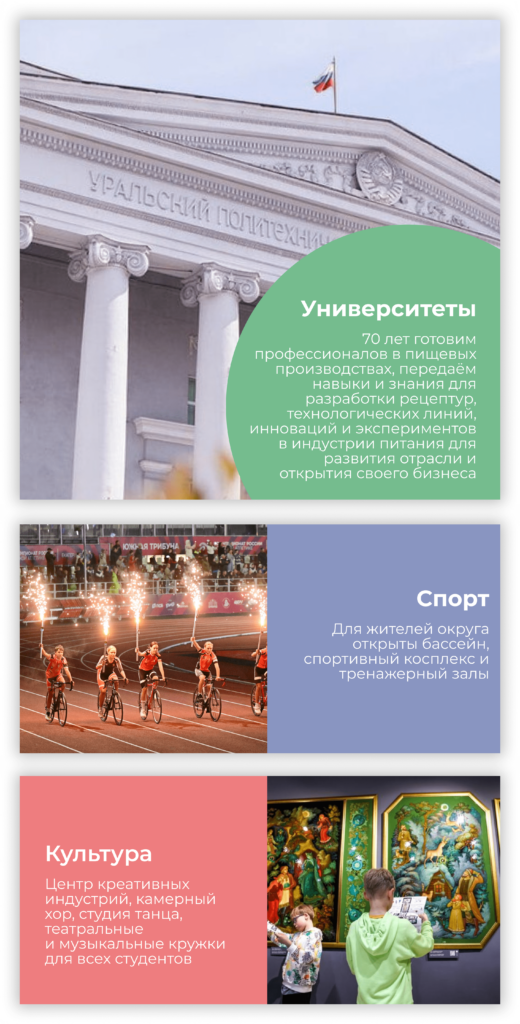 УРАЛЬСКИЙ ПОЛИТЕХНИЧ
Университеты
70 лет готовим
профессионалов в пищевых
производствах, передаём
навыки и знания для
разработки рецептур,
технологических линий,
инноваций и экспериментов
в индустрии питания для
развития отрасли и
открытия своего бизнеса
ЮЖНАЯ ТРИБУНА
Спорт
Для жителей округа
открыты бассейн,
спортивный косплекс и
тренажерный залы
Культура
Центр креативных
индустрий, камерный
хор, студия танца,
театральные
и музыкальные кружки
для всех студентов